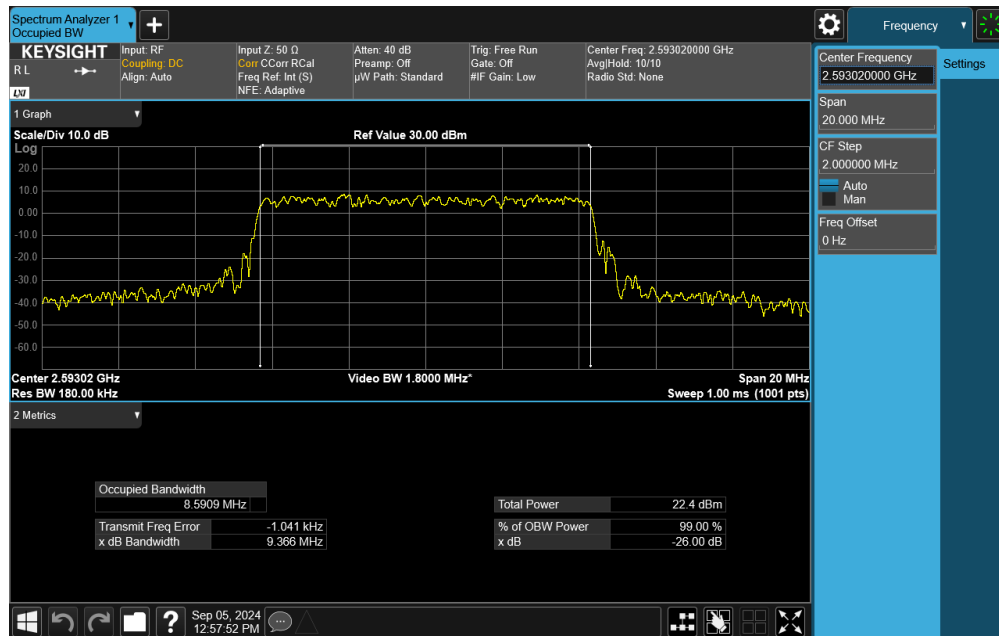 Spectrum Analyzer 1
Occupied BW
+
Frequency
KEYSIGHT
R L
LXI
Input: RF
Coupling: DC
Align: Auto
Input Z: 50 Ω
Corr CCorr RCal
Freq Ref: Int (S)
NFE: Adaptive
Atten: 40 dB
Preamp: Off
µW Path: Standard
Trig: Free Run
Gate: Off
#IF Gain: Low
Center Freq: 2.593020000 GHz
Avg|Hold: 10/10
Radio Std: None
Center Frequency
2.593020000 GHz
Settings
Span
20.000 MHz
CF Step
2.000000 MHz
Auto
Man
Freq Offset
0 Hz
1 Graph
Scale/Div 10.0 dB
Ref Value 30.00 dBm
Log
20.0
10.0
0.00
-10.0
-20.0
-30.0
-40.0
-50.0
-60.0
Center 2.59302 GHz
Video BW 1.8000 MHz*
Span 20 MHz
Res BW 180.00 kHz
Sweep 1.00 ms (1001 pts)
2 Metrics
Occupied Bandwidth
8.5909 MHz
Total Power 22.4 dBm
Transmit Freq Error -1.041 kHz
% of OBW Power 99.00 %
x dB Bandwidth 9.366 MHz
x dB -26.00 dB
?
Sep 05, 2024
12:57:52 PM